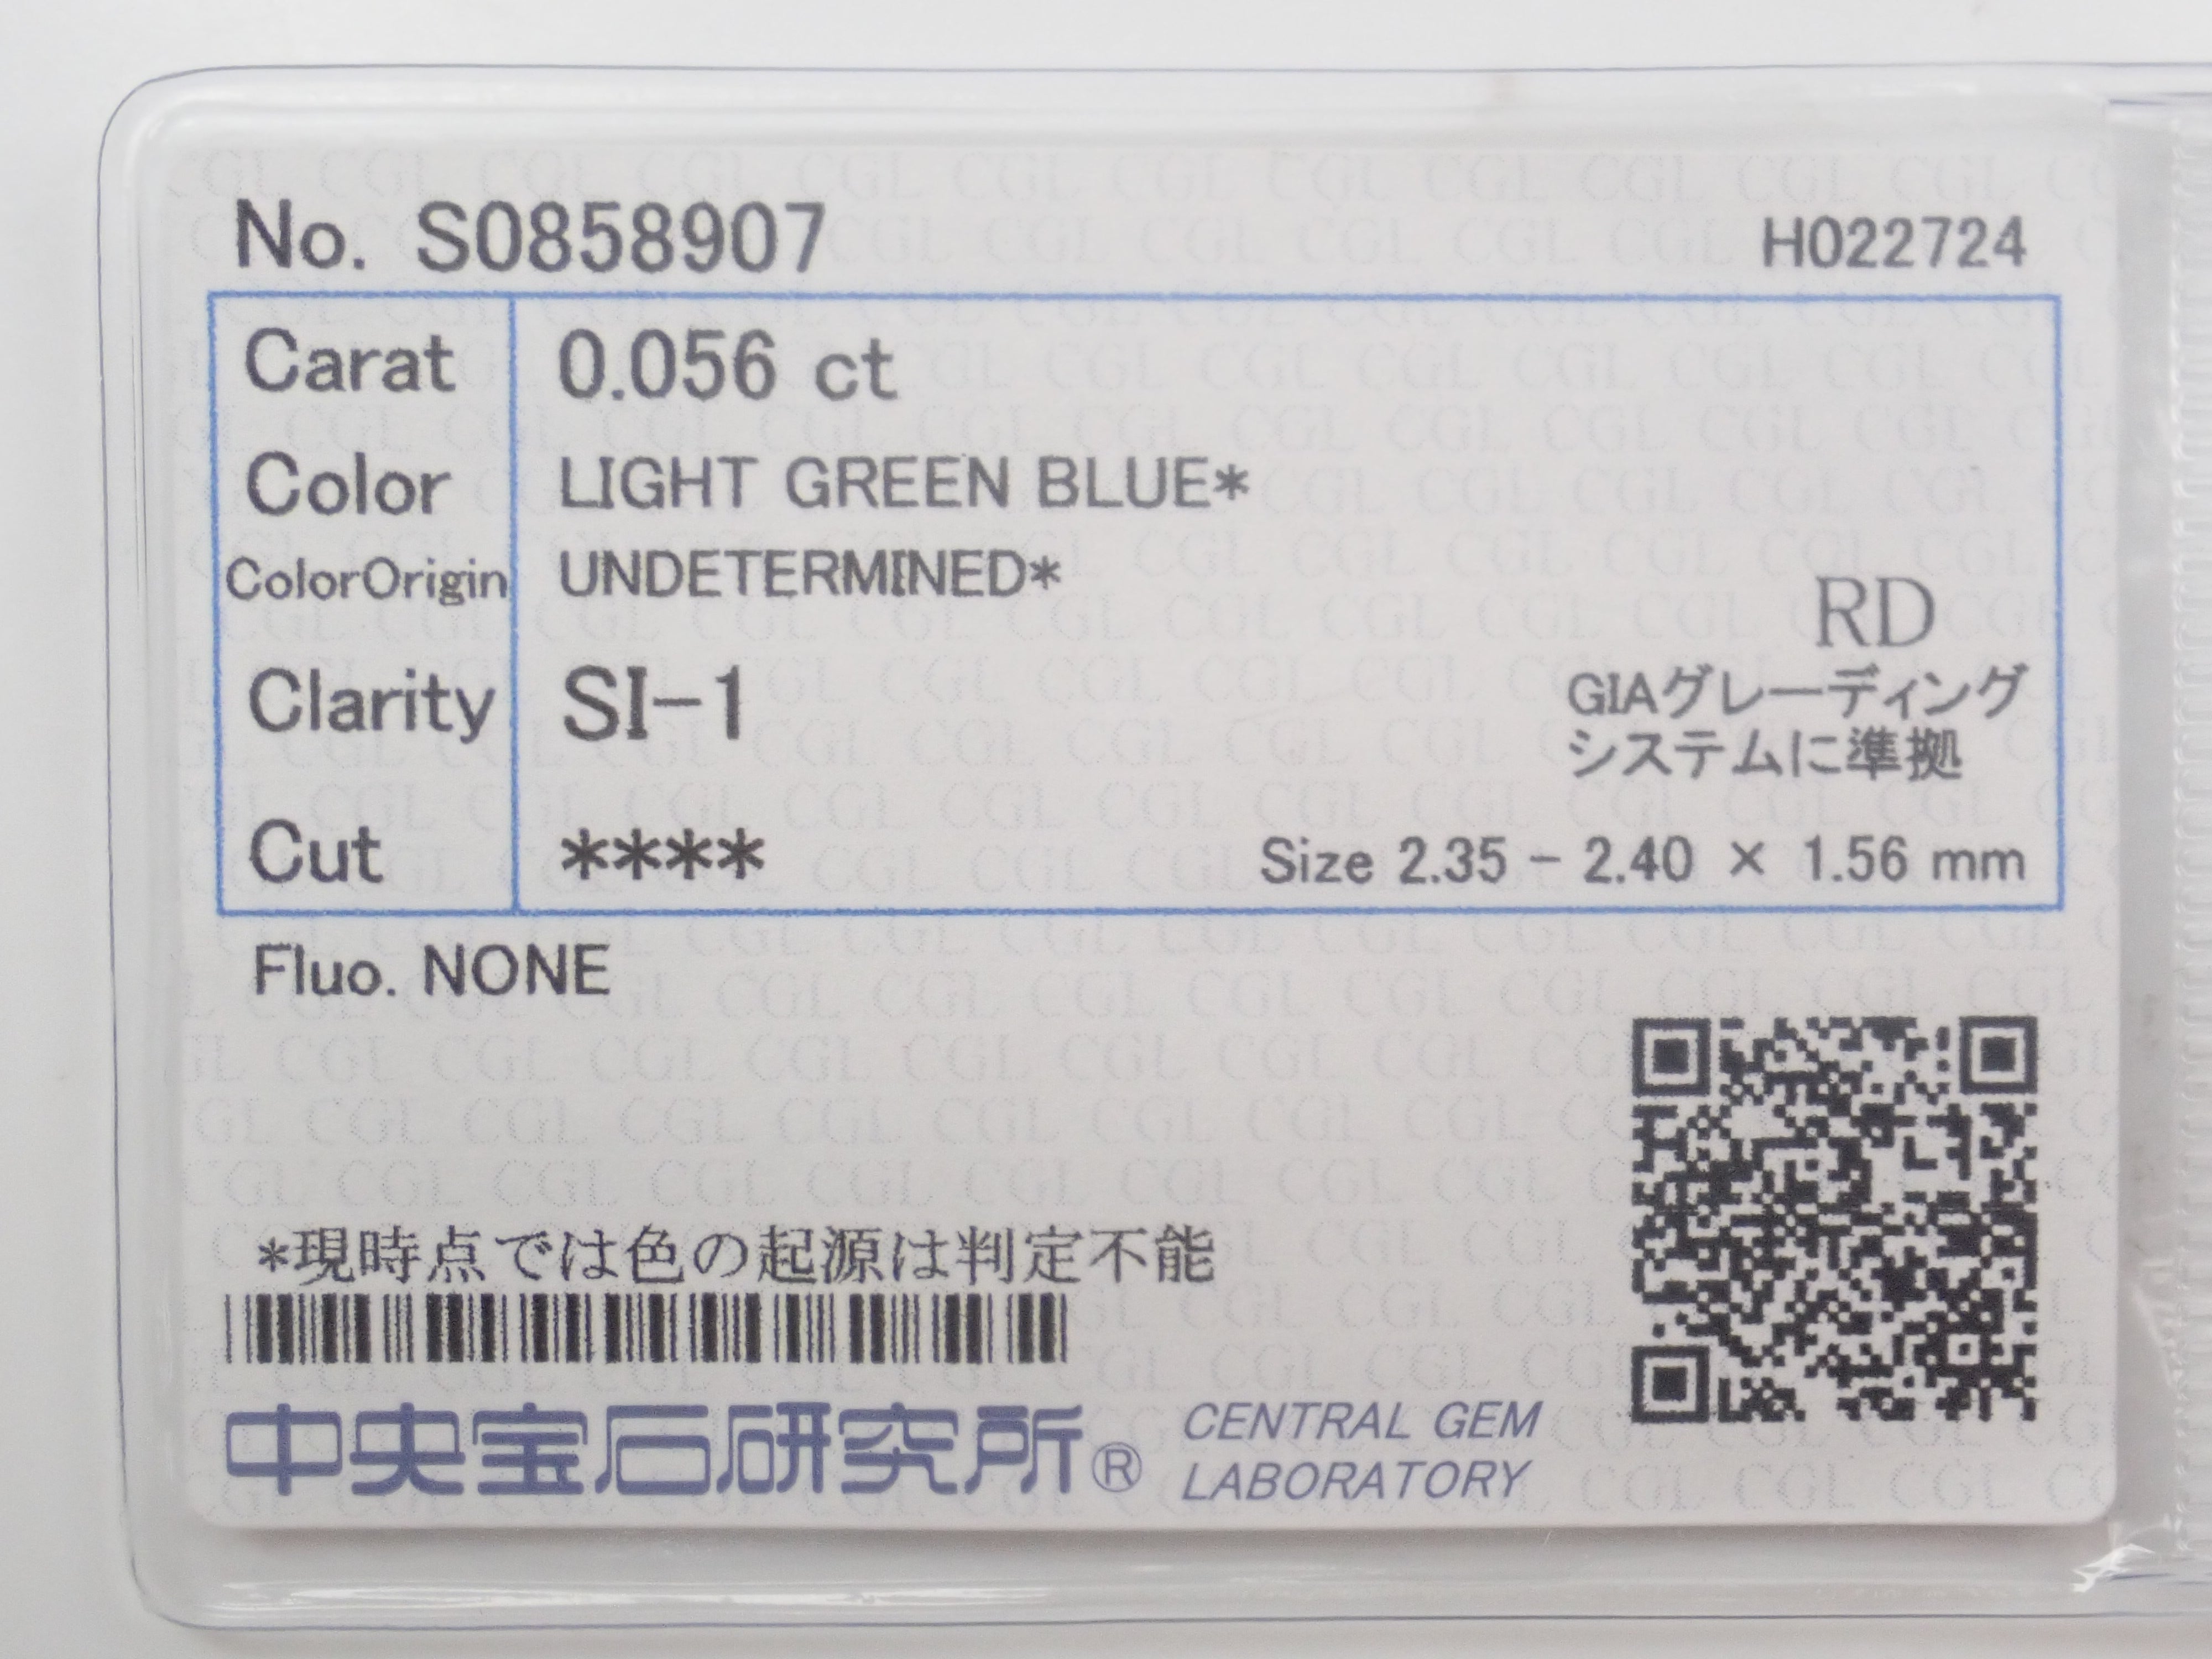 No. S0858907 H022724
Carat 0.056 ct
Color LIGHT GREEN BLUE*
ColorOrigin UNDETERMINED*
RD
Clarity SI-1
GIAグレーディング
システムに準拠
Cut ****
Size 2.35 - 2.40 × 1.56 mm
Fluo. NONE
*現時点では色の起源は判定不能
中央宝石研究所®
CENTRAL GEM
LABORATORY